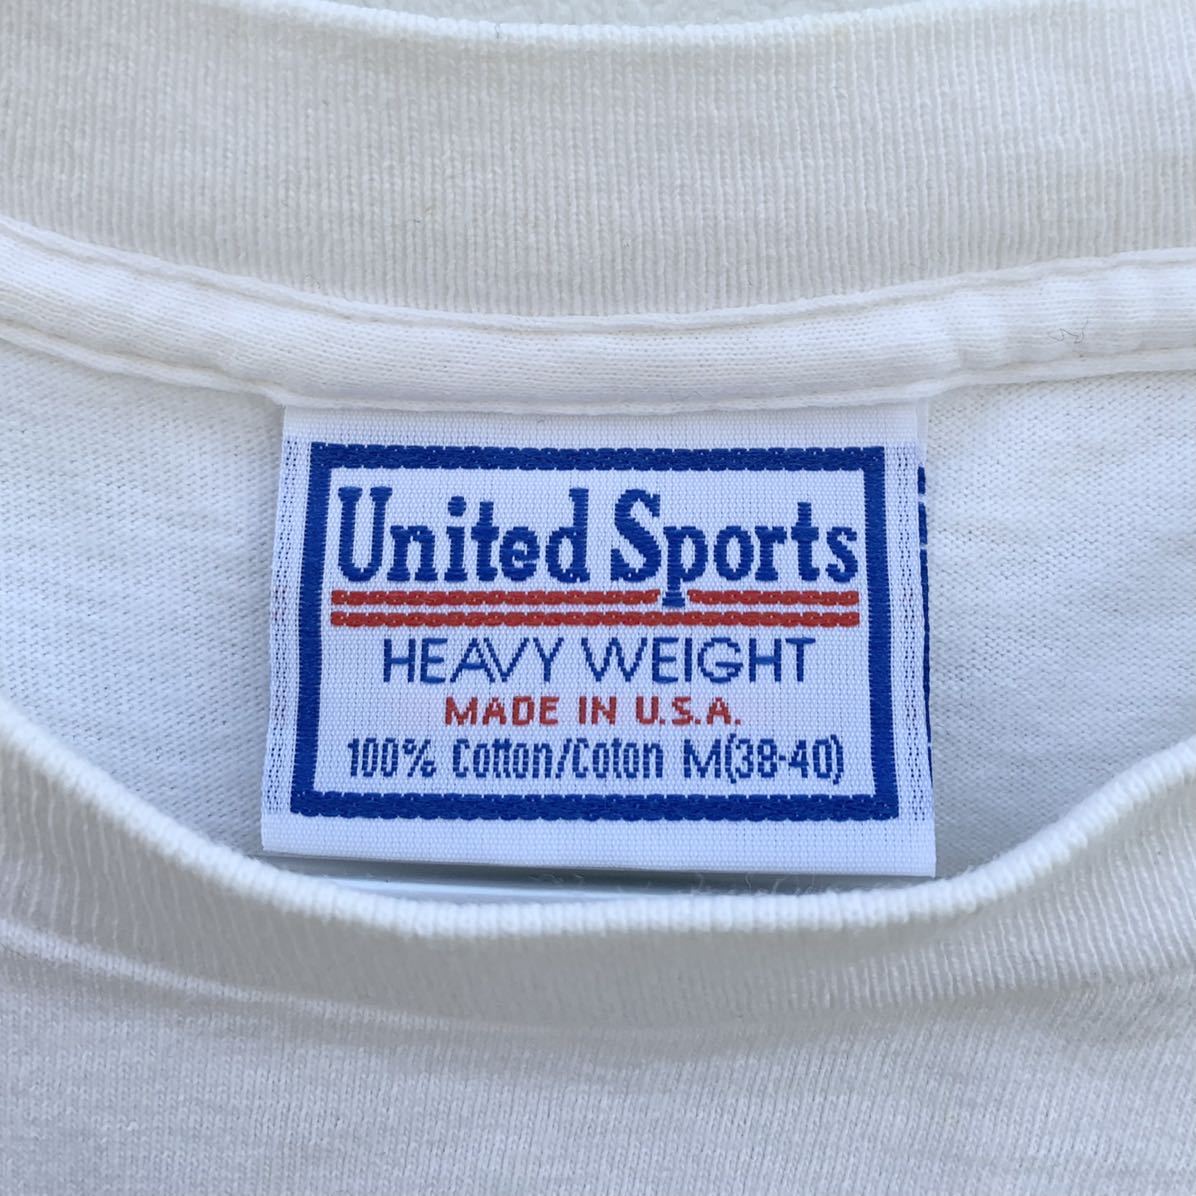 United Sports
HEAVY WEIGHT
MADE IN U.S.A.
100% Cotton/Coton M(38-40)